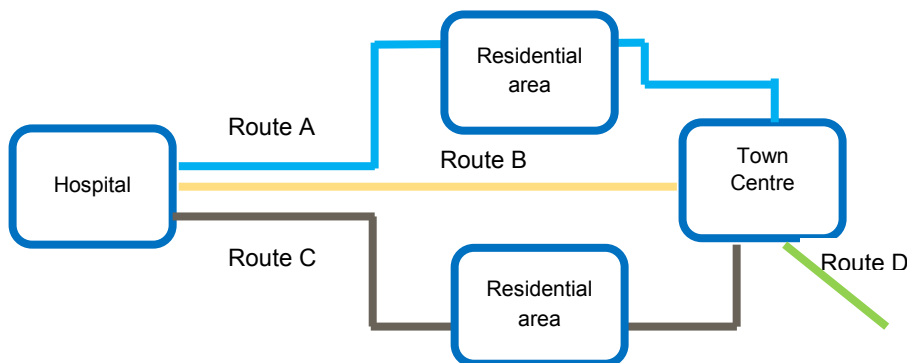 Residential
area
Route A
Route B
Hospital
Town
Centre
Route C
Route D
Residential
area